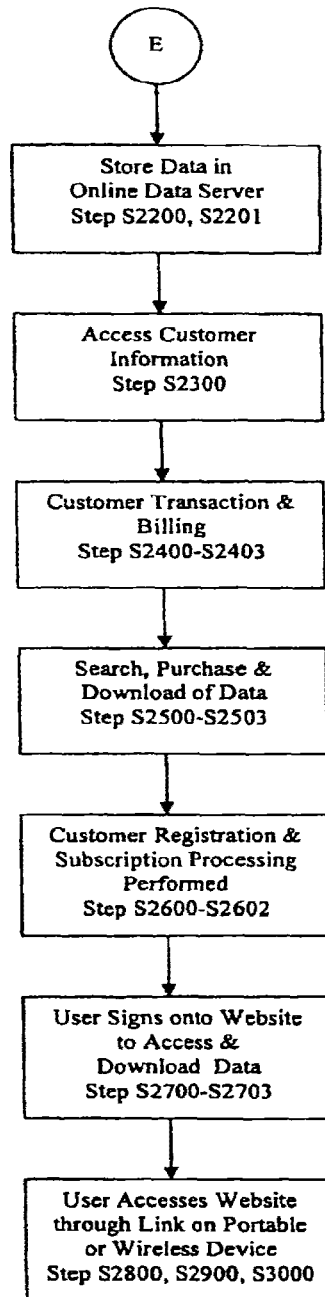 E
Store Data in
Online Data Server
Step S2200, S2201
Access Customer
Information
Step S2300
Customer Transaction &
Billing
Step S2400-S2403
Search, Purchase &
Download of Data
Step S2500-S2503
Customer Registration &
Subscription Processing
Performed
Step S2600-S2602
User Signs onto Website
to Access &
Download Data
Step S2700-S2703
User Accesses Website
through Link on Portable
or Wireless Device
Step S2800, S2900, S3000